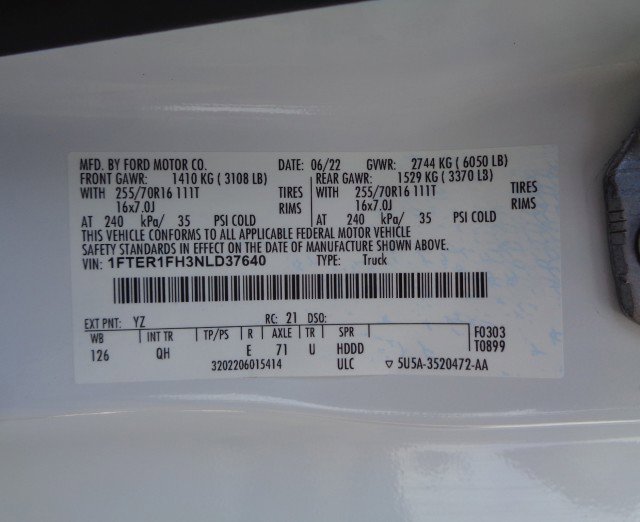 MFD. BY FORD MOTOR CO. DATE: 06/22 GVWR: 2744 KG ( 6050 LB)
FRONT GAWR: 1410 KG ( 3108 LB) REAR GAWR: 1529 KG ( 3370 LB)
WITH 255/70R16 111T TIRES WITH 255/70R16 111T TIRES
16x7.0J RIMS 16x7.0J RIMS
AT 240 kPa/ 35 PSI COLD AT 240 kPa/ 35 PSI COLD
THIS VEHICLE CONFORMS TO ALL APPLICABLE FEDERAL MOTOR VEHICLE
SAFETY STANDARDS IN EFFECT ON THE DATE OF MANUFACTURE SHOWN ABOVE.
VIN: 1FTER1FH3NLD37640 TYPE: Truck
EXT PNT: YZ RC: 21 DSO:
WB INT TR TP/PS R AXLE TR SPR F0303
126 QH E 71 U HDDD T0899
3202206015414 ULC ▽ 5U5A-3520472-AA